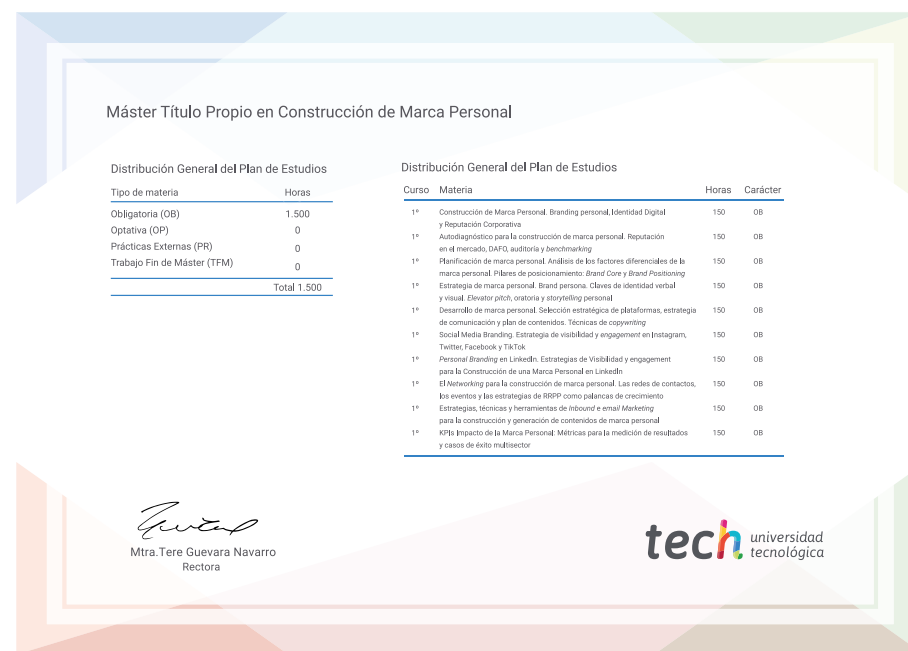 Máster Título Propio en Construcción de Marca Personal
Distribución General del Plan de Estudios
Tipo de materia Horas
Obligatoria (OB) 1.500
Optativa (OP) 0
Prácticas Externas (PR) 0
Trabajo Fin de Máster (TFM) 0
Total 1.500
Distribución General del Plan de Estudios
Curso Materia Horas Carácter
1º Construcción de Marca Personal. Branding personal, Identidad Digital 150 OB
y Reputación Corporativa
1º Autodiagnóstico para la construcción de marca personal. Reputación 150 OB
en el mercado, DAFO, auditoría y benchmarking
1º Planificación de marca personal. Análisis de los factores diferenciales de la 150 OB
marca personal. Pilares de posicionamiento: Brand Core y Brand Positioning
1º Estrategia de marca personal. Brand persona. Claves de identidad verbal 150 OB
y visual. Elevator pitch, oratoria y storytelling personal
1º Desarrollo de marca personal. Selección estratégica de plataformas, estrategia 150 OB
de comunicación y plan de contenidos. Técnicas de copywriting
1º Social Media Branding. Estrategia de visibilidad y engagement en Instagram, 150 OB
Twitter, Facebook y TikTok
1º Personal Branding en LinkedIn. Estrategias de Visibilidad y engagement 150 OB
para la Construcción de una Marca Personal en LinkedIn
1º El Networking para la construcción de marca personal. Las redes de contactos, 150 OB
los eventos y las estrategias de RRPP como palancas de crecimiento
1º Estrategias, técnicas y herramientas de Inbound e email Marketing 150 OB
para la construcción y generación de contenidos de marca personal
1º KPIs Impacto de la Marca Personal: Métricas para la medición de resultados 150 OB
y casos de éxito multisector
Mtra.Tere Guevara Navarro
Rectora
tech universidad
tecnológica